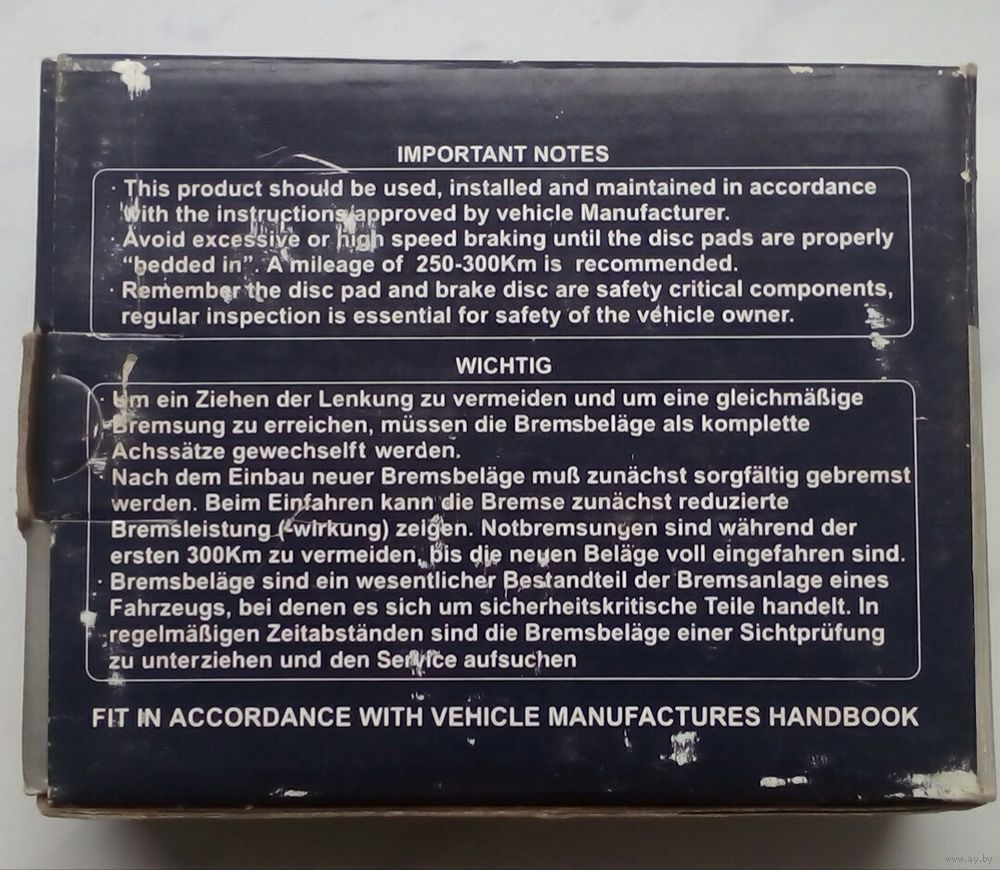 IMPORTANT NOTES
· This product should be used, installed and maintained in accordance
with the instructions approved by vehicle Manufacturer.
· Avoid excessive or high speed braking until the disc pads are properly
“bedded in”. A mileage of 250-300Km is recommended.
· Remember the disc pad and brake disc are safety critical components,
regular inspection is essential for safety of the vehicle owner.
WICHTIG
· Um ein Ziehen der Lenkung zu vermeiden und um eine gleichmäßige
Bremsung zu erreichen, müssen die Bremsbeläge als komplette
Achssätze gewechselft werden.
· Nach dem Einbau neuer Bremsbeläge muß zunächst sorgfältig gebremst
werden. Beim Einfahren kann die Bremse zunächst reduzierte
Bremsleistung (-wirkung) zeigen. Notbremsungen sind während der
ersten 300Km zu vermeiden, bis die neuen Beläge voll eingefahren sind.
· Bremsbeläge sind ein wesentlicher Bestandteil der Bremsanlage eines
Fahrzeugs, bei denen es sich um sicherheitskritische Teile handelt. In
regelmäßigen Zeitabständen sind die Bremsbeläge einer Sichtprüfung
zu unterziehen und den Service aufsuchen
FIT IN ACCORDANCE WITH VEHICLE MANUFACTURES HANDBOOK
www.ay.by